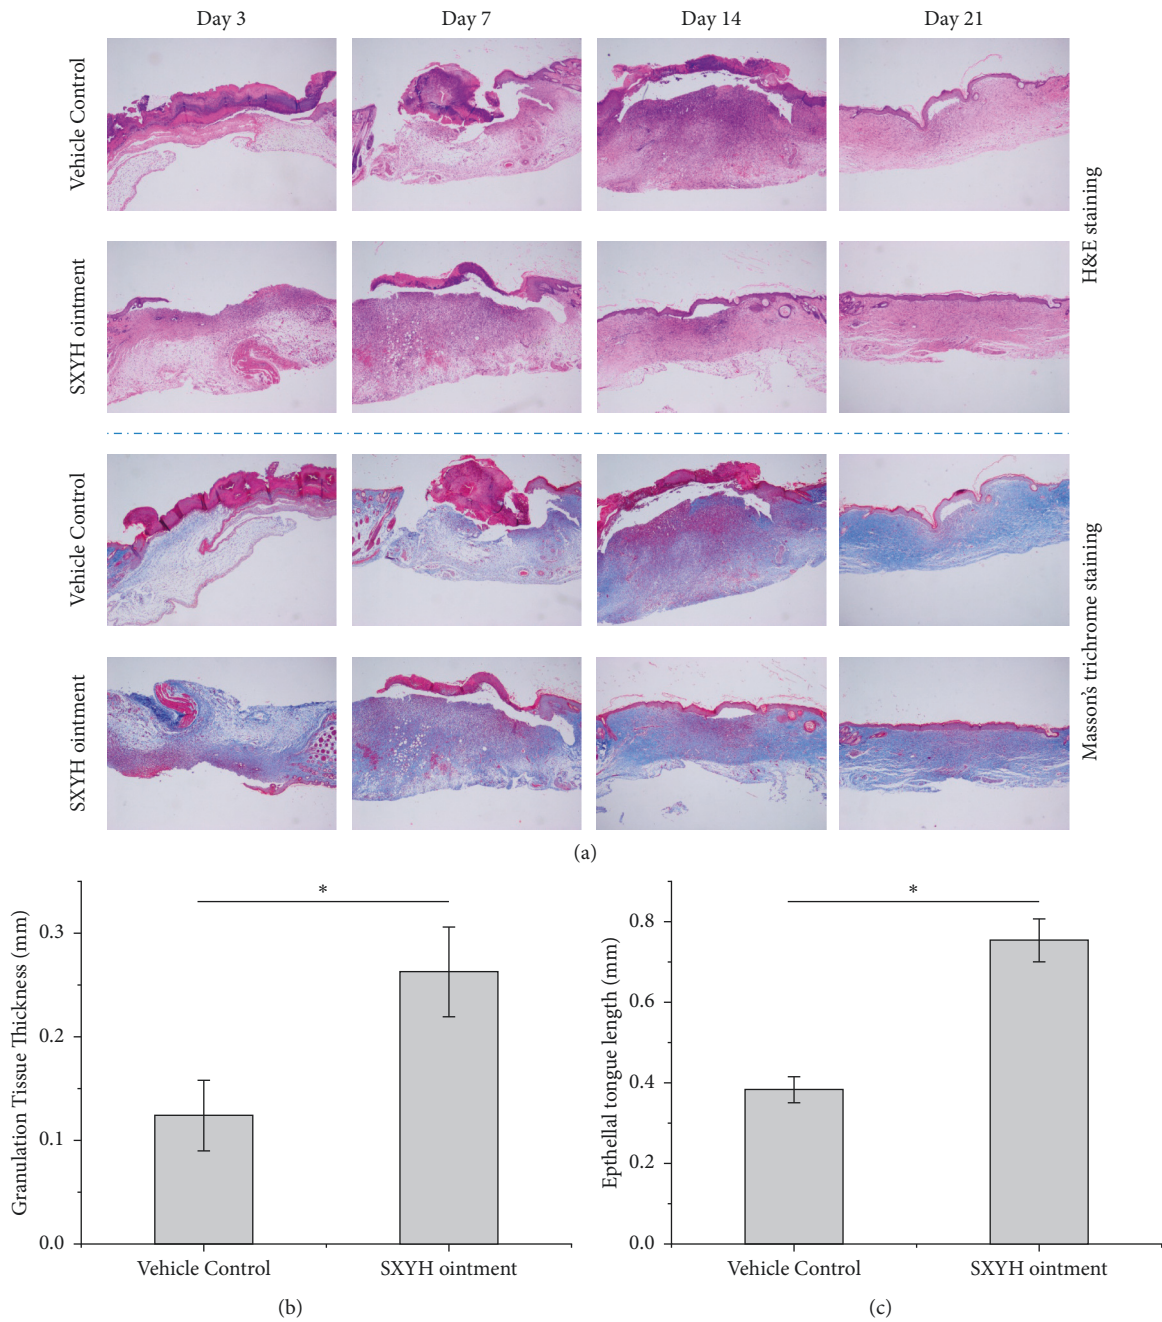 Day 3 Day 7 Day 14 Day 21
Vehicle Control
SXYH ointment
H&E staining
Vehicle Control
SXYH ointment
Masson's trichrome staining
(a)
Granulation Tissue Thickness (mm)
0.3
0.2
0.1
0.0
*
Vehicle Control SXYH ointment
(b)
Epthellal tongue length (mm)
0.8
0.6
0.4
0.2
0.0
*
Vehicle Control SXYH ointment
(c)